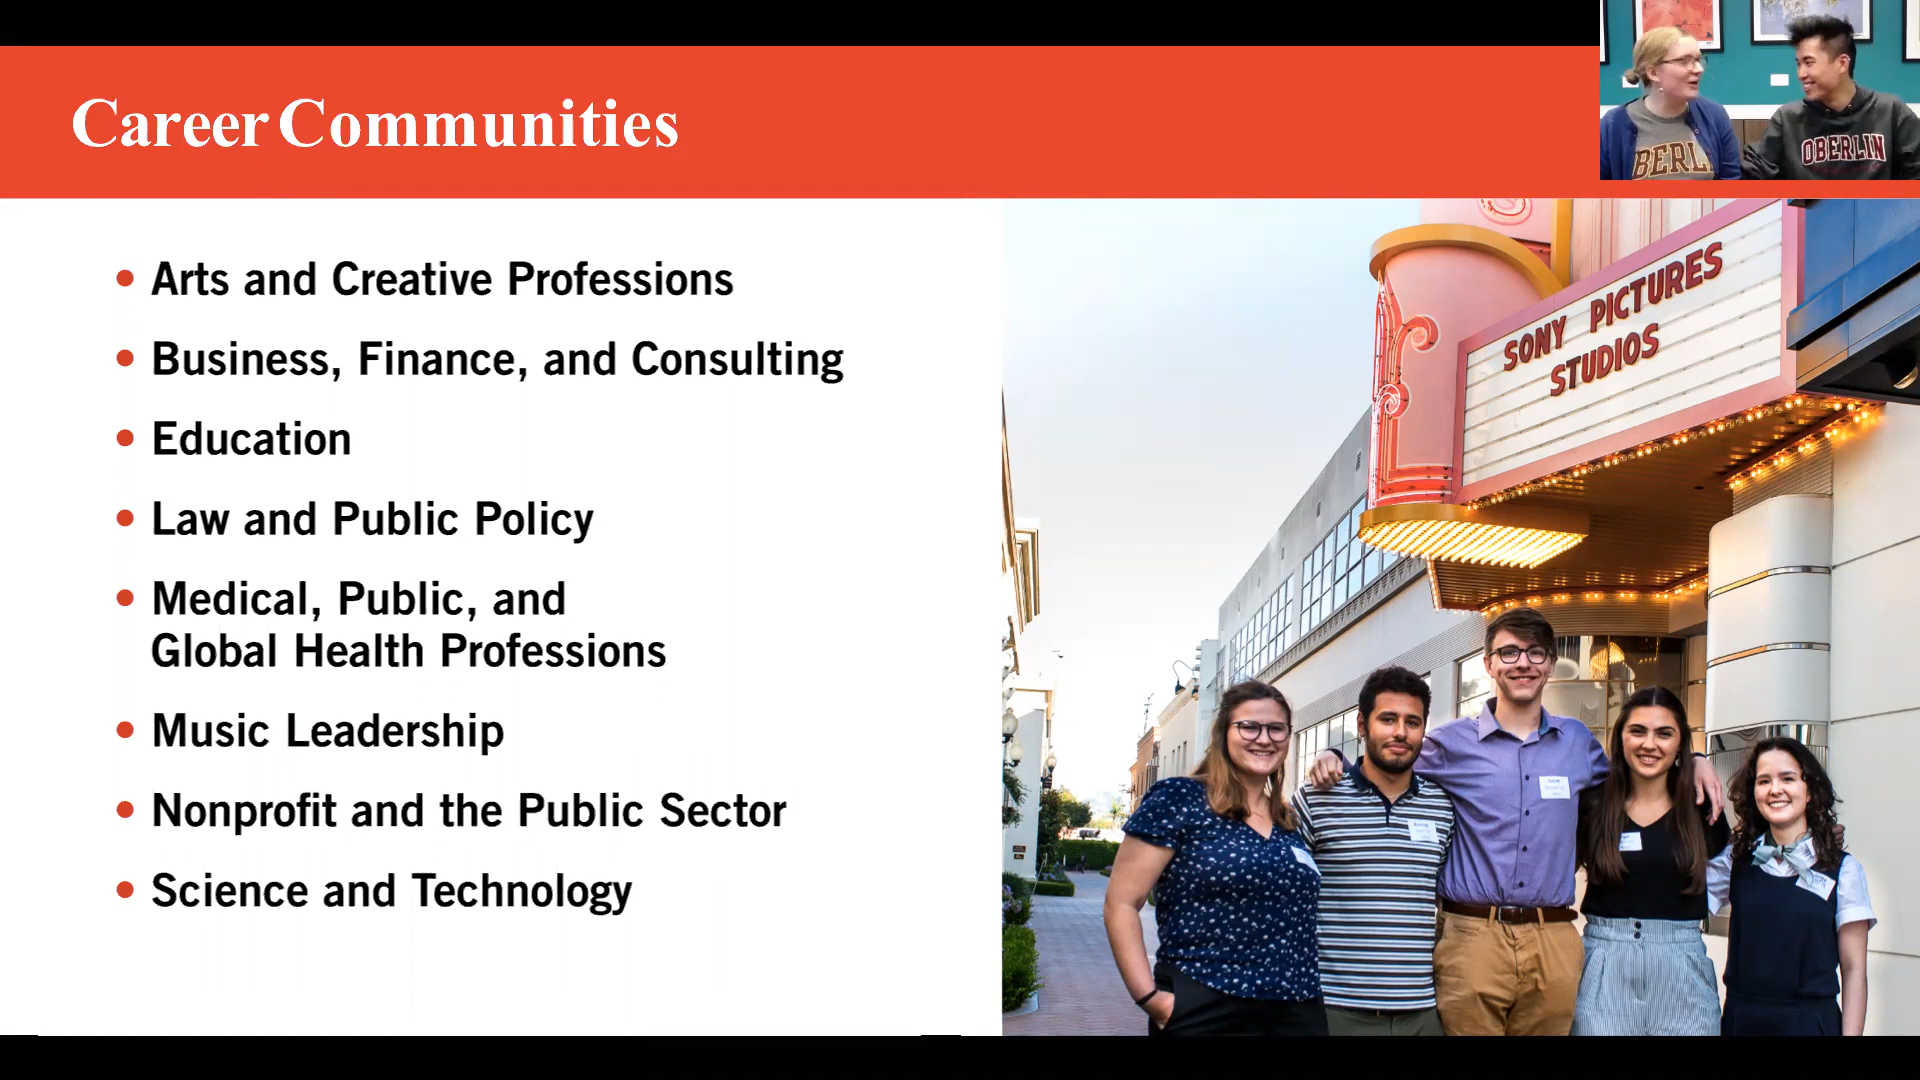 Career Communities
BERL
OBERLIN
Arts and Creative Professions
Business, Finance, and Consulting
Education
Law and Public Policy
Medical, Public, and
Global Health Professions
Music Leadership
Nonprofit and the Public Sector
Science and Technology
SONY PICTURES
STUDIOS